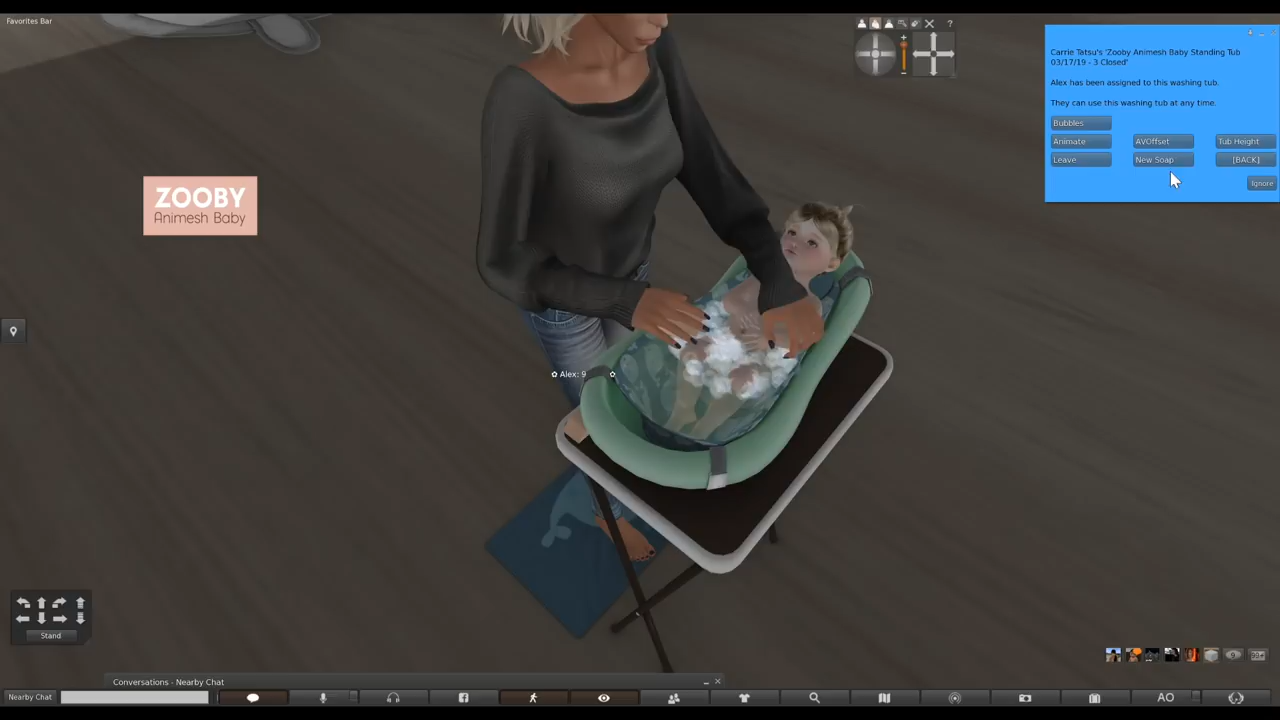 Favorites Bar
?
Carrie Tatsu's 'Zooby Animesh Baby Standing Tub
03/17/19 - 3 Closed'
Alex has been assigned to this washing tub.
They can use this washing tub at any time.
Bubbles
Animate AVOffset Tub Height
Leave New Soap [BACK]
Ignore
ZOOBY
Animesh Baby
✿ Alex: 9 ✿
Stand
Conversations - Nearby Chat
Nearby Chat
AO